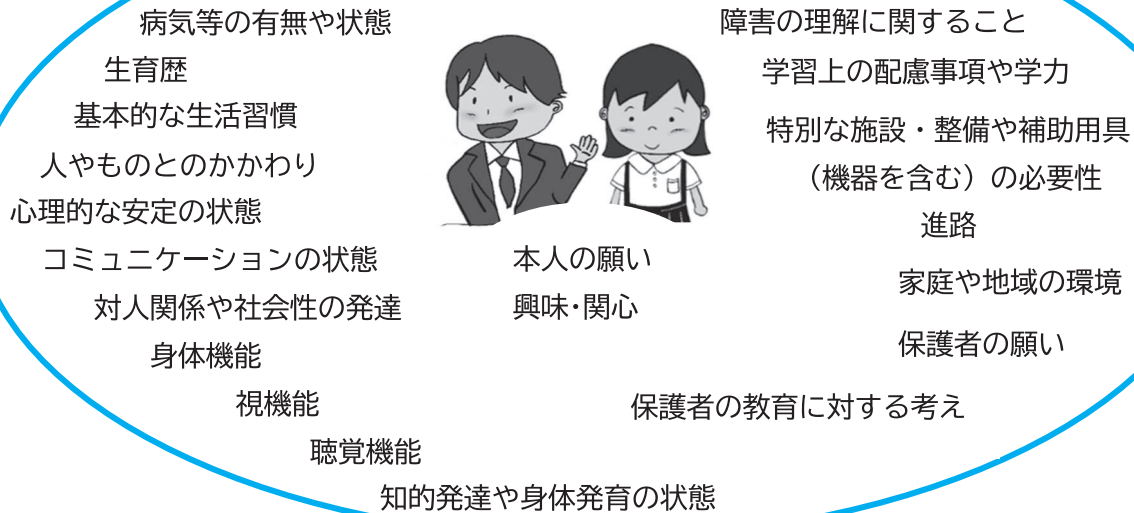 病気等の有無や状態
生育歴
基本的な生活習慣
人やものとのかかわり
心理的な安定の状態
コミュニケーションの状態
対人関係や社会性の発達
身体機能
視機能
聴覚機能
知的発達や身体発育の状態
本人の願い
興味・関心
障害の理解に関すること
学習上の配慮事項や学力
特別な施設・整備や補助用具
（機器を含む）の必要性
進路
家庭や地域の環境
保護者の願い
保護者の教育に対する考え